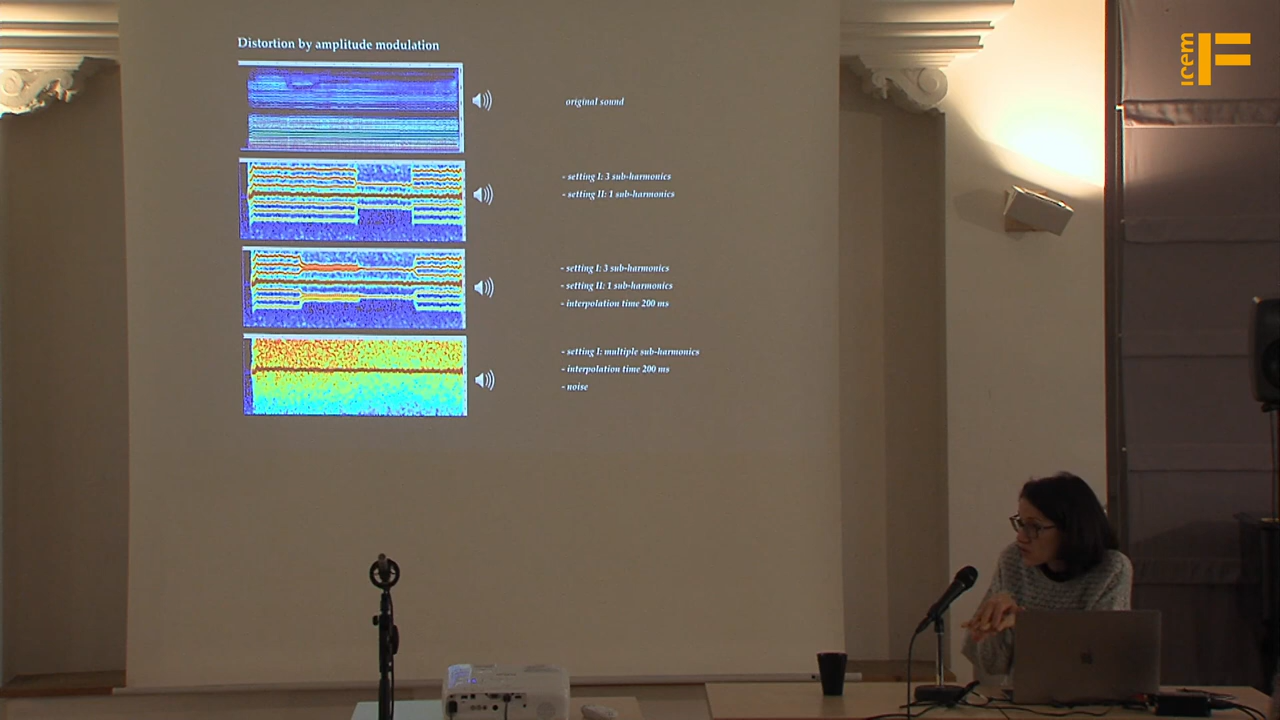 Distortion by amplitude modulation
original sound
- setting I: 3 sub-harmonics
- setting II: 1 sub-harmonics
- setting I: 3 sub-harmonics
- setting II: 1 sub-harmonics
- interpolation time 200 ms
- setting I: multiple sub-harmonics
- interpolation time 200 ms
- noise
icem F